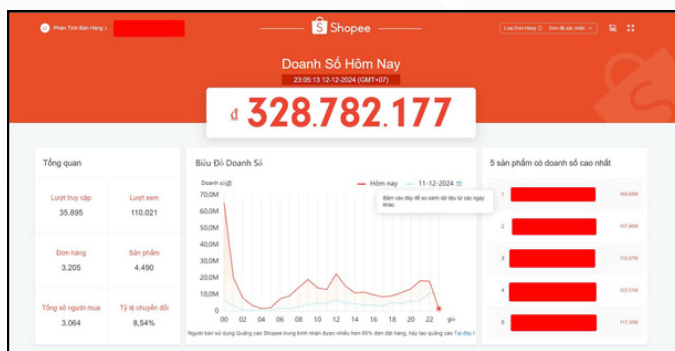 Phân Tích Bán Hàng ›
Shopee
Loại Đơn Hàng
Đơn đã xác nhận
Doanh Số Hôm Nay
23:05:13 12-12-2024 (GMT+07)
đ 328.782.177
Tổng quan
Lượt truy cập
35.895
Lượt xem
110.021
Đơn hàng
3.205
Sản phẩm
4.490
Tổng số người mua
3.064
Tỷ lệ chuyển đổi
8,54%
Biểu Đồ Doanh Số
Doanh số(₫)
Hôm nay
11-12-2024
Bấm vào đây để so sánh dữ liệu từ các ngày
khác.
70,0M
60,0M
50,0M
40,0M
30,0M
20,0M
10,0M
0
00 02 04 06 08 10 12 14 16 18 20 22 giờ
Người bán sử dụng Quảng cáo Shopee trung bình nhận được nhiều hơn 65% đơn đặt hàng, hãy tạo quảng cáo Tại đây !
5 sản phẩm có doanh số cao nhất
1
2
3
4
5